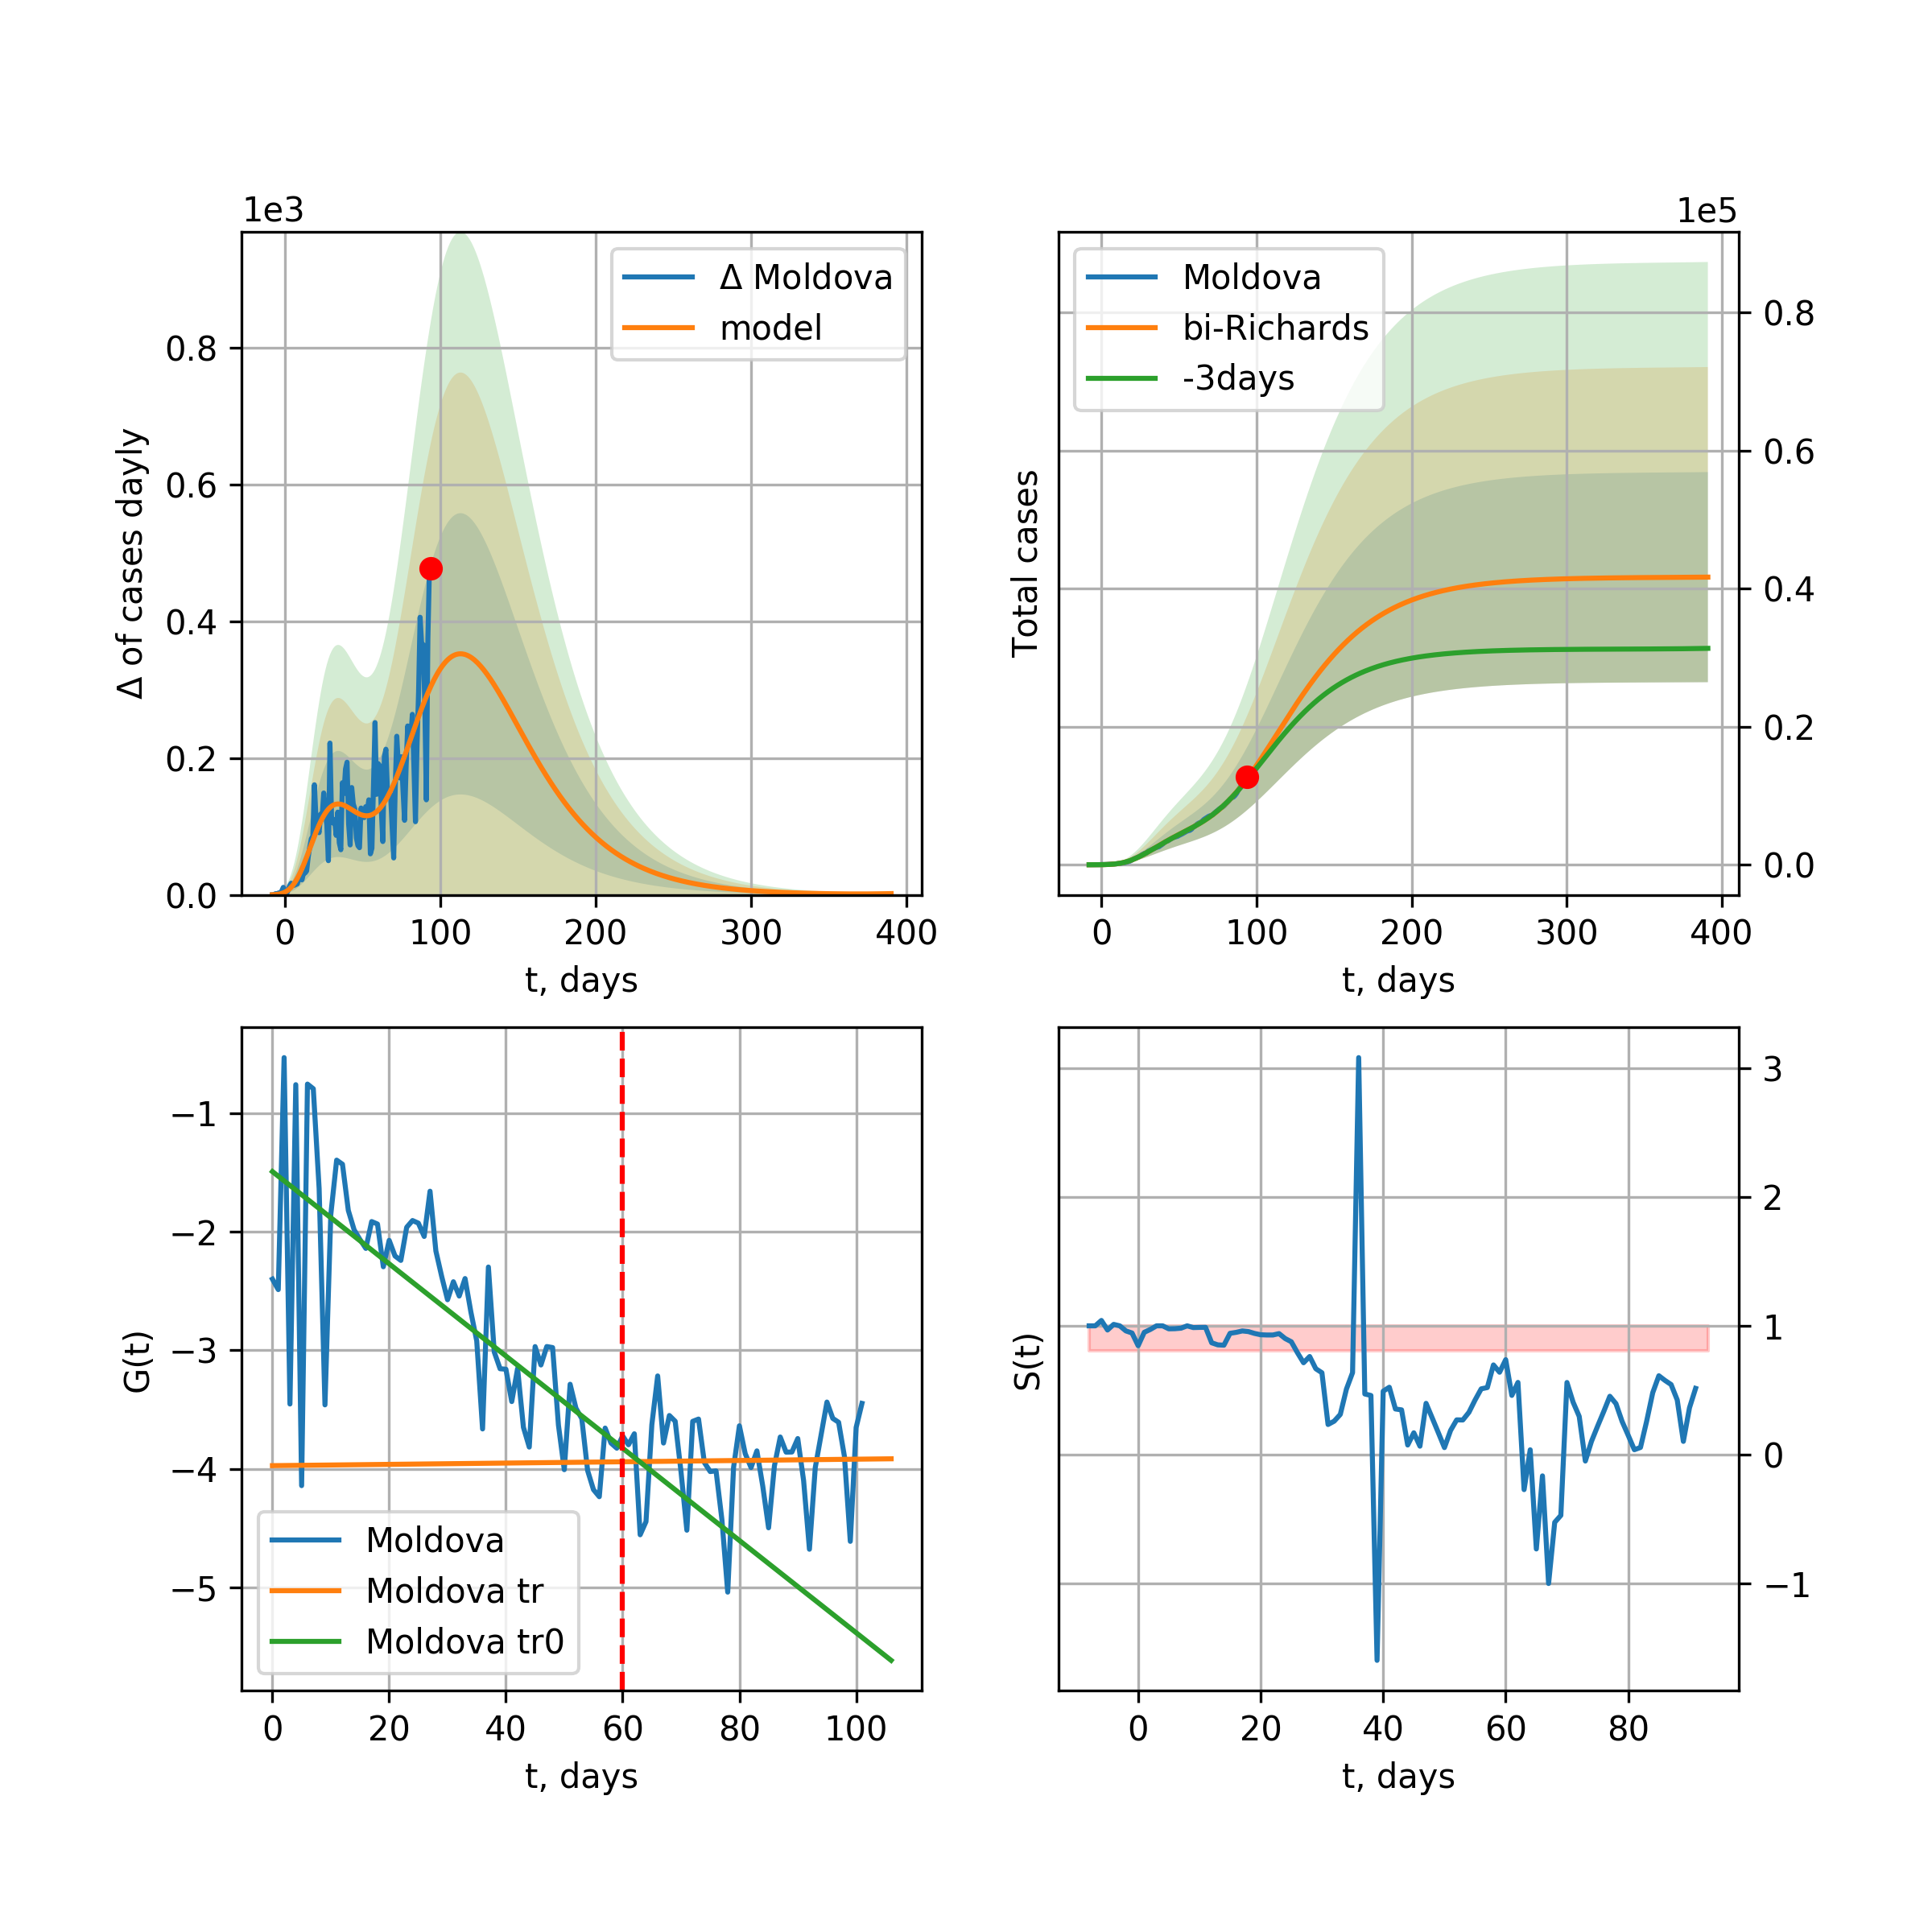 1e3
Δ of cases dayly
0.8
0.6
0.4
0.2
0.0
Δ Moldova
model
0 100 200 300 400
t, days
1e5
Total cases
Moldova
bi-Richards
-3days
0.8
0.6
0.4
0.2
0.0
0 100 200 300 400
t, days
G(t)
−1
−2
−3
−4
−5
Moldova
Moldova tr
Moldova tr0
0 20 40 60 80 100
t, days
S(t)
3
2
1
0
−1
0 20 40 60 80
t, days